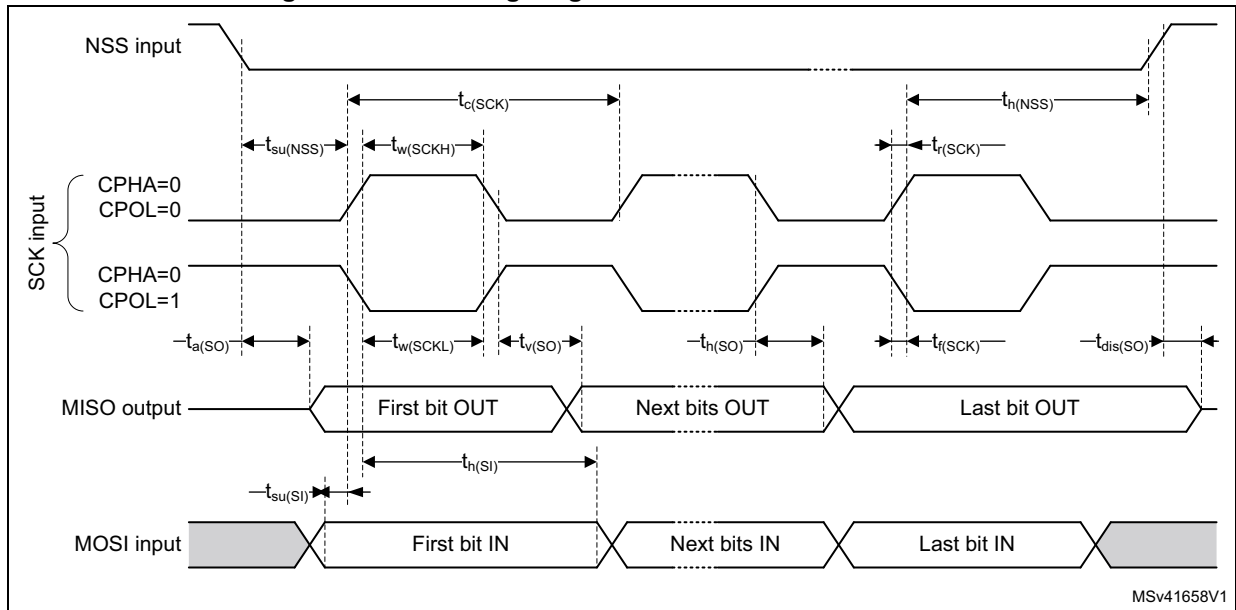 NSS input
tc(SCK)
th(NSS)
tsu(NSS)
tw(SCKH)
tr(SCK)
SCK input
CPHA=0
CPOL=0
CPHA=0
CPOL=1
ta(SO)
tw(SCKL)
tv(SO)
th(SO)
tf(SCK)
tdis(SO)
MISO output
First bit OUT
Next bits OUT
Last bit OUT
th(SI)
tsu(SI)
MOSI input
First bit IN
Next bits IN
Last bit IN
MSv41658V1